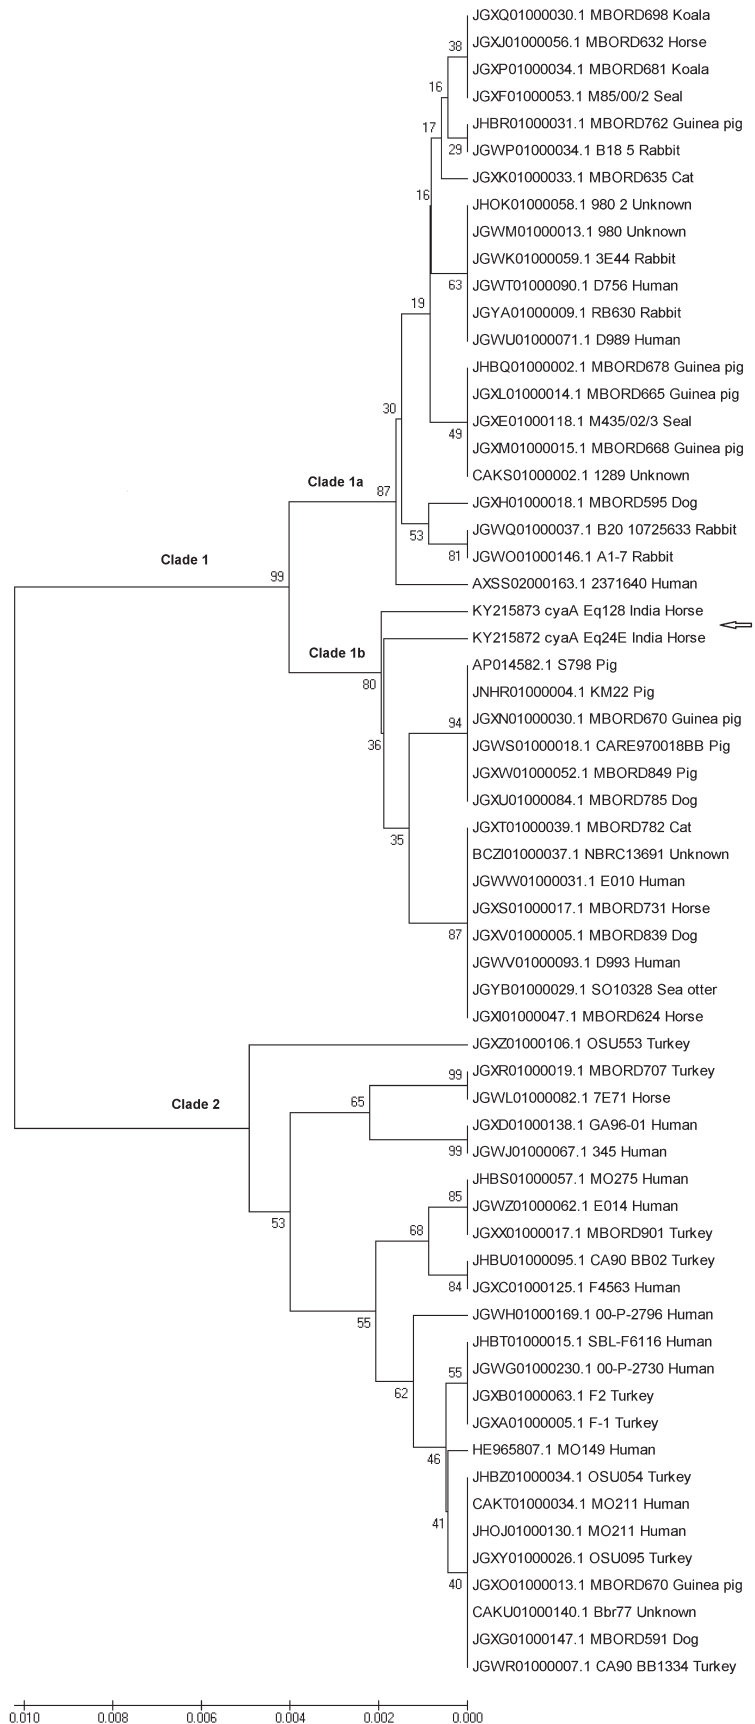 JGXQ01000030.1 MBORD698 Koala
JGXJ01000056.1 MBORD632 Horse
38
JGXP01000034.1 MBORD681 Koala
16
JGXF01000053.1 M85/00/2 Seal
17
JHBR01000031.1 MBORD762 Guinea pig
29
JGWP01000034.1 B18 5 Rabbit
JGXK01000033.1 MBORD635 Cat
16
JHOK01000058.1 980 2 Unknown
JGWM01000013.1 980 Unknown
JGWK01000059.1 3E44 Rabbit
63
JGWT01000090.1 D756 Human
19
JGYA01000009.1 RB630 Rabbit
JGWU01000071.1 D989 Human
JHBQ01000002.1 MBORD678 Guinea pig
JGXL01000014.1 MBORD665 Guinea pig
30
JGXE01000118.1 M435/02/3 Seal
49
JGXM01000015.1 MBORD668 Guinea pig
CAKS01000002.1 1289 Unknown
Clade 1a
87
JGXH01000018.1 MBORD595 Dog
53
JGWQ01000037.1 B20 10725633 Rabbit
81
JGWO01000146.1 A1-7 Rabbit
Clade 1
99
AXSS02000163.1 2371640 Human
KY215873 cyaA Eq128 India Horse
KY215872 cyaA Eq24E India Horse
Clade 1b
80
AP014582.1 S798 Pig
JNHR01000004.1 KM22 Pig
94
JGXN01000030.1 MBORD670 Guinea pig
36
JGWS01000018.1 CARE970018BB Pig
JGXW01000052.1 MBORD849 Pig
JGXU01000084.1 MBORD785 Dog
35
JGXT01000039.1 MBORD782 Cat
BCZI01000037.1 NBRC13691 Unknown
JGWW01000031.1 E010 Human
JGXS01000017.1 MBORD731 Horse
87
JGXV01000005.1 MBORD839 Dog
JGWV01000093.1 D993 Human
JGYB01000029.1 SO10328 Sea otter
JGXI01000047.1 MBORD624 Horse
JGXZ01000106.1 OSU553 Turkey
99
JGXR01000019.1 MBORD707 Turkey
JGWL01000082.1 7E71 Horse
Clade 2
65
JGXD01000138.1 GA96-01 Human
99
JGWJ01000067.1 345 Human
JHBS01000057.1 MO275 Human
85
JGWZ01000062.1 E014 Human
53
68
JGXX01000017.1 MBORD901 Turkey
JHBU01000095.1 CA90 BB02 Turkey
84
JGXC01000125.1 F4563 Human
55
JGWH01000169.1 00-P-2796 Human
JHBT01000015.1 SBL-F6116 Human
55
JGWG01000230.1 00-P-2730 Human
62
JGXB01000063.1 F2 Turkey
JGXA01000005.1 F-1 Turkey
46
HE965807.1 MO149 Human
JHBZ01000034.1 OSU054 Turkey
CAKT01000034.1 MO211 Human
41
JHOJ01000130.1 MO211 Human
JGXY01000026.1 OSU095 Turkey
40
JGXO01000013.1 MBORD670 Guinea pig
CAKU01000140.1 Bbr77 Unknown
JGXG01000147.1 MBORD591 Dog
JGWR01000007.1 CA90 BB1334 Turkey
0.010 0.008 0.006 0.004 0.002 0.000